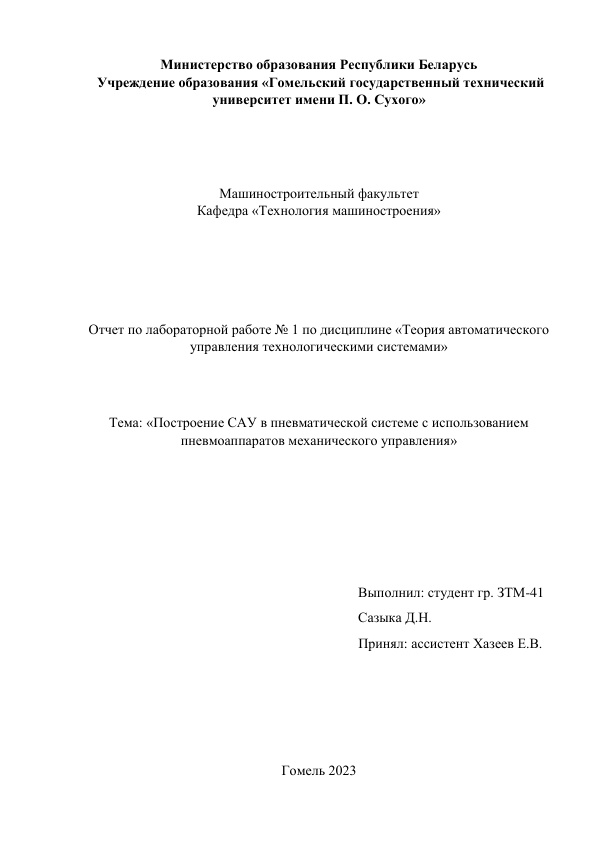 Министерство образования Республики Беларусь
Учреждение образования «Гомельский государственный технический
университет имени П. О. Сухого»
Машиностроительный факультет
Кафедра «Технология машиностроения»
Отчет по лабораторной работе № 1 по дисциплине «Теория автоматического
управления технологическими системами»
Тема: «Построение САУ в пневматической системе с использованием
пневмоаппаратов механического управления»
Выполнил: студент гр. ЗТМ-41
Сазыка Д.Н.
Принял: ассистент Хазеев Е.В.
Гомель 2023